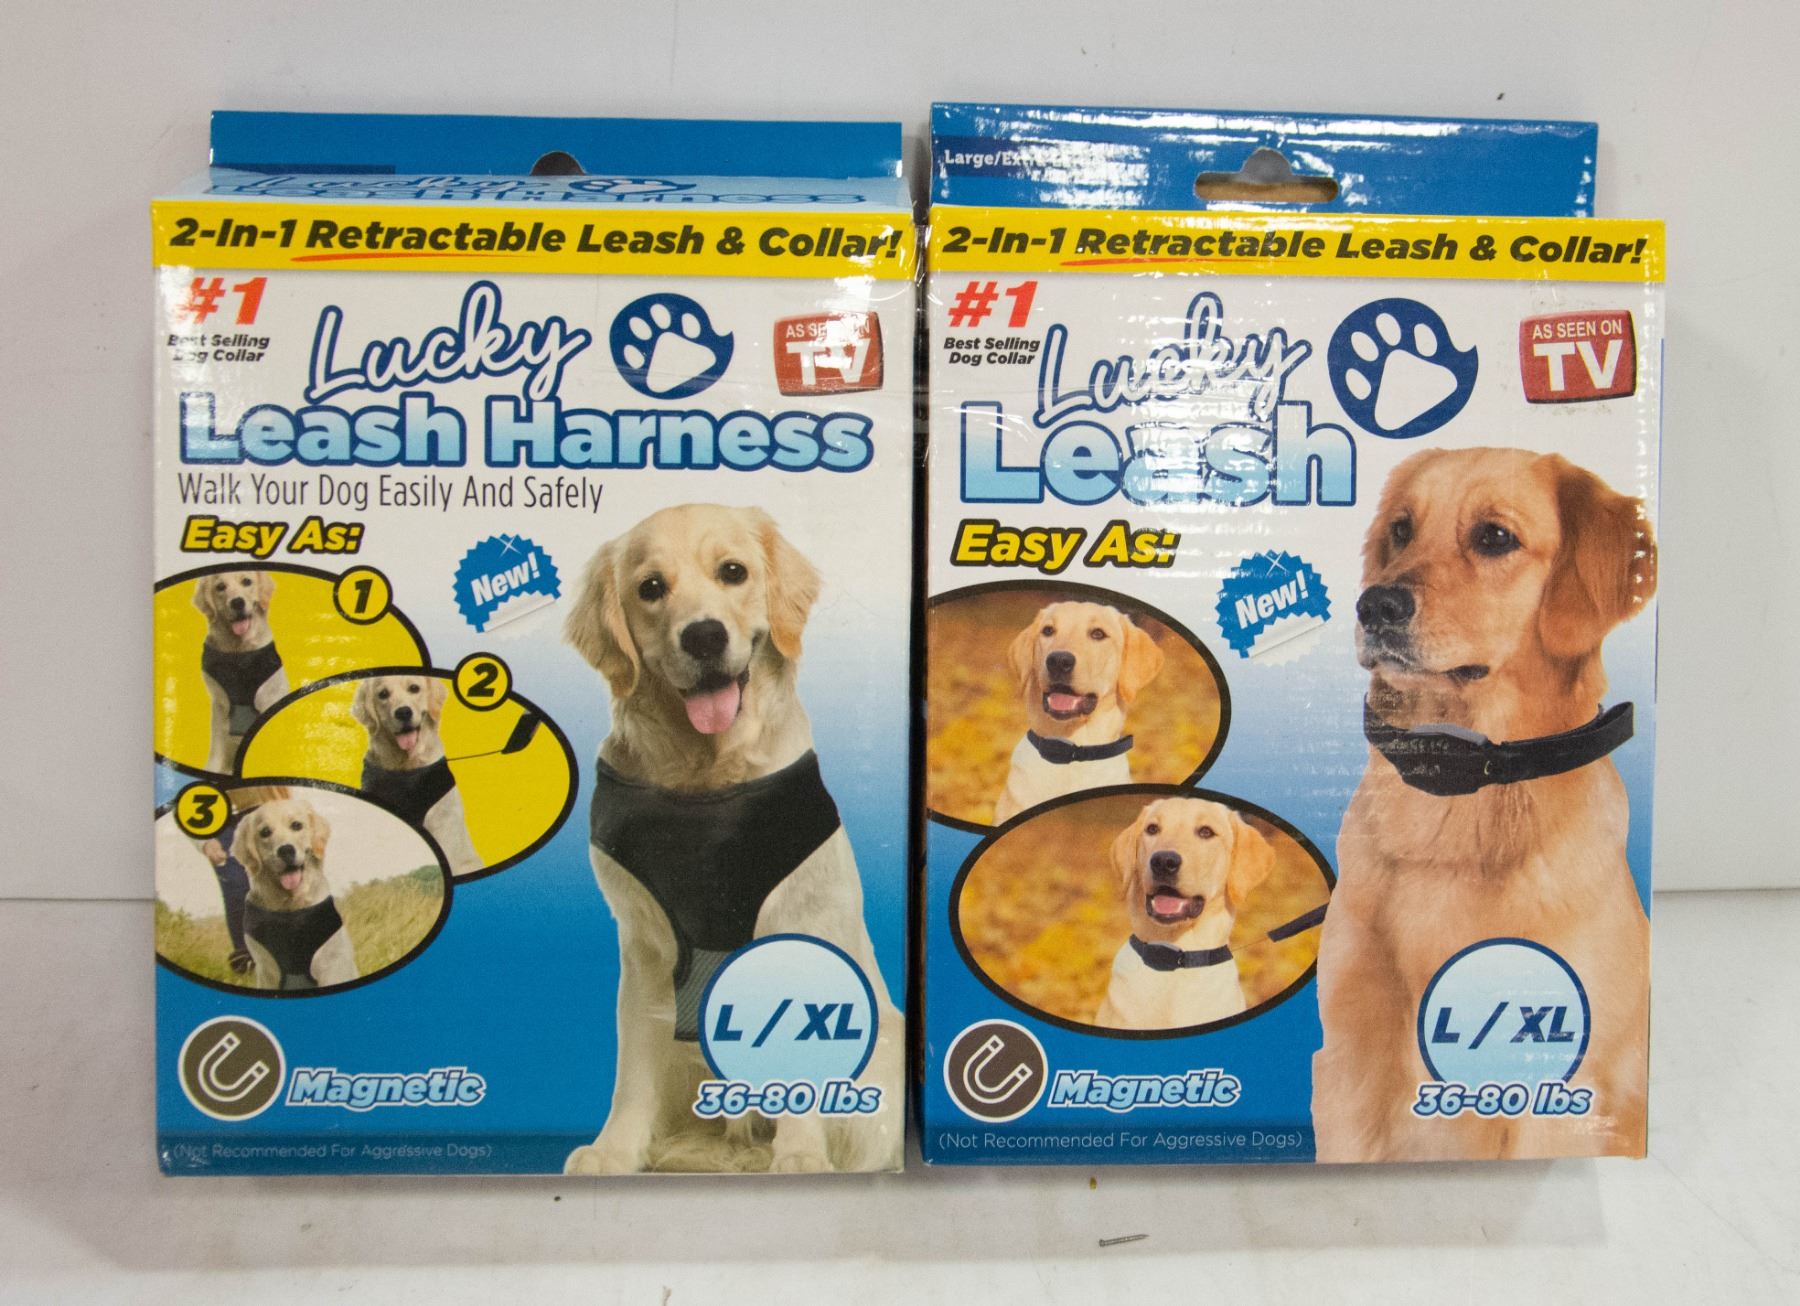 2-In-1 Retractable Leash & Collar!
#1
Best Selling
Dog Collar
Lucky
Leash Harness
AS SEEN ON
TV
Walk Your Dog Easily And Safely
Easy As:
New!
1
2
3
L / XL
36-80 lbs
Magnetic
(Not Recommended For Aggressive Dogs)
Large/Extra Large
2-In-1 Retractable Leash & Collar!
#1
Best Selling
Dog Collar
Lucky
Leash
AS SEEN ON
TV
Easy As:
New!
L / XL
36-80 lbs
Magnetic
(Not Recommended For Aggressive Dogs)